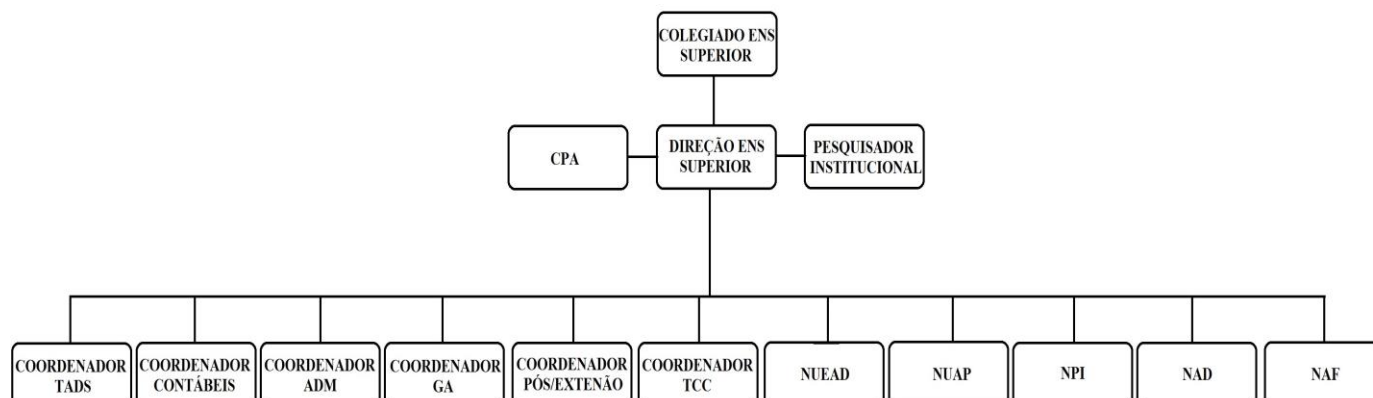 COLEGIADO ENS
SUPERIOR
CPA
DIREÇÃO ENS
SUPERIOR
PESQUISADOR
INSTITUCIONAL
COORDENADOR
TADS
COORDENADOR
CONTÁBEIS
COORDENADOR
ADM
COORDENADOR
GA
COORDENADOR
PÓS/EXTENÃO
COORDENADOR
TCC
NUEAD
NUAP
NPI
NAD
NAF